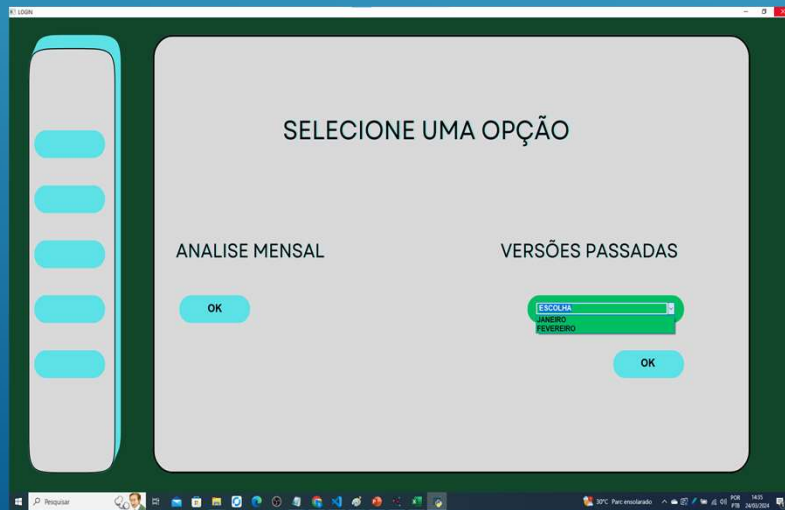 LOGIN
SELECIONE UMA OPÇÃO
ANALISE MENSAL
VERSÕES PASSADAS
OK
ESCOLHA
JANEIRO
FEVEREIRO
OK
Pesquisar
30°C Parc ensolarado
POR
14:35
PTB
24/03/2024